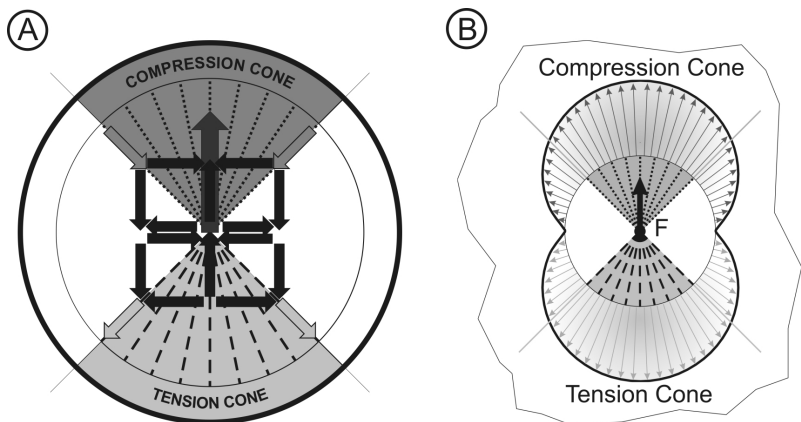 A
COMPRESSION CONE
TENSION CONE
B
Compression Cone
F
Tension Cone